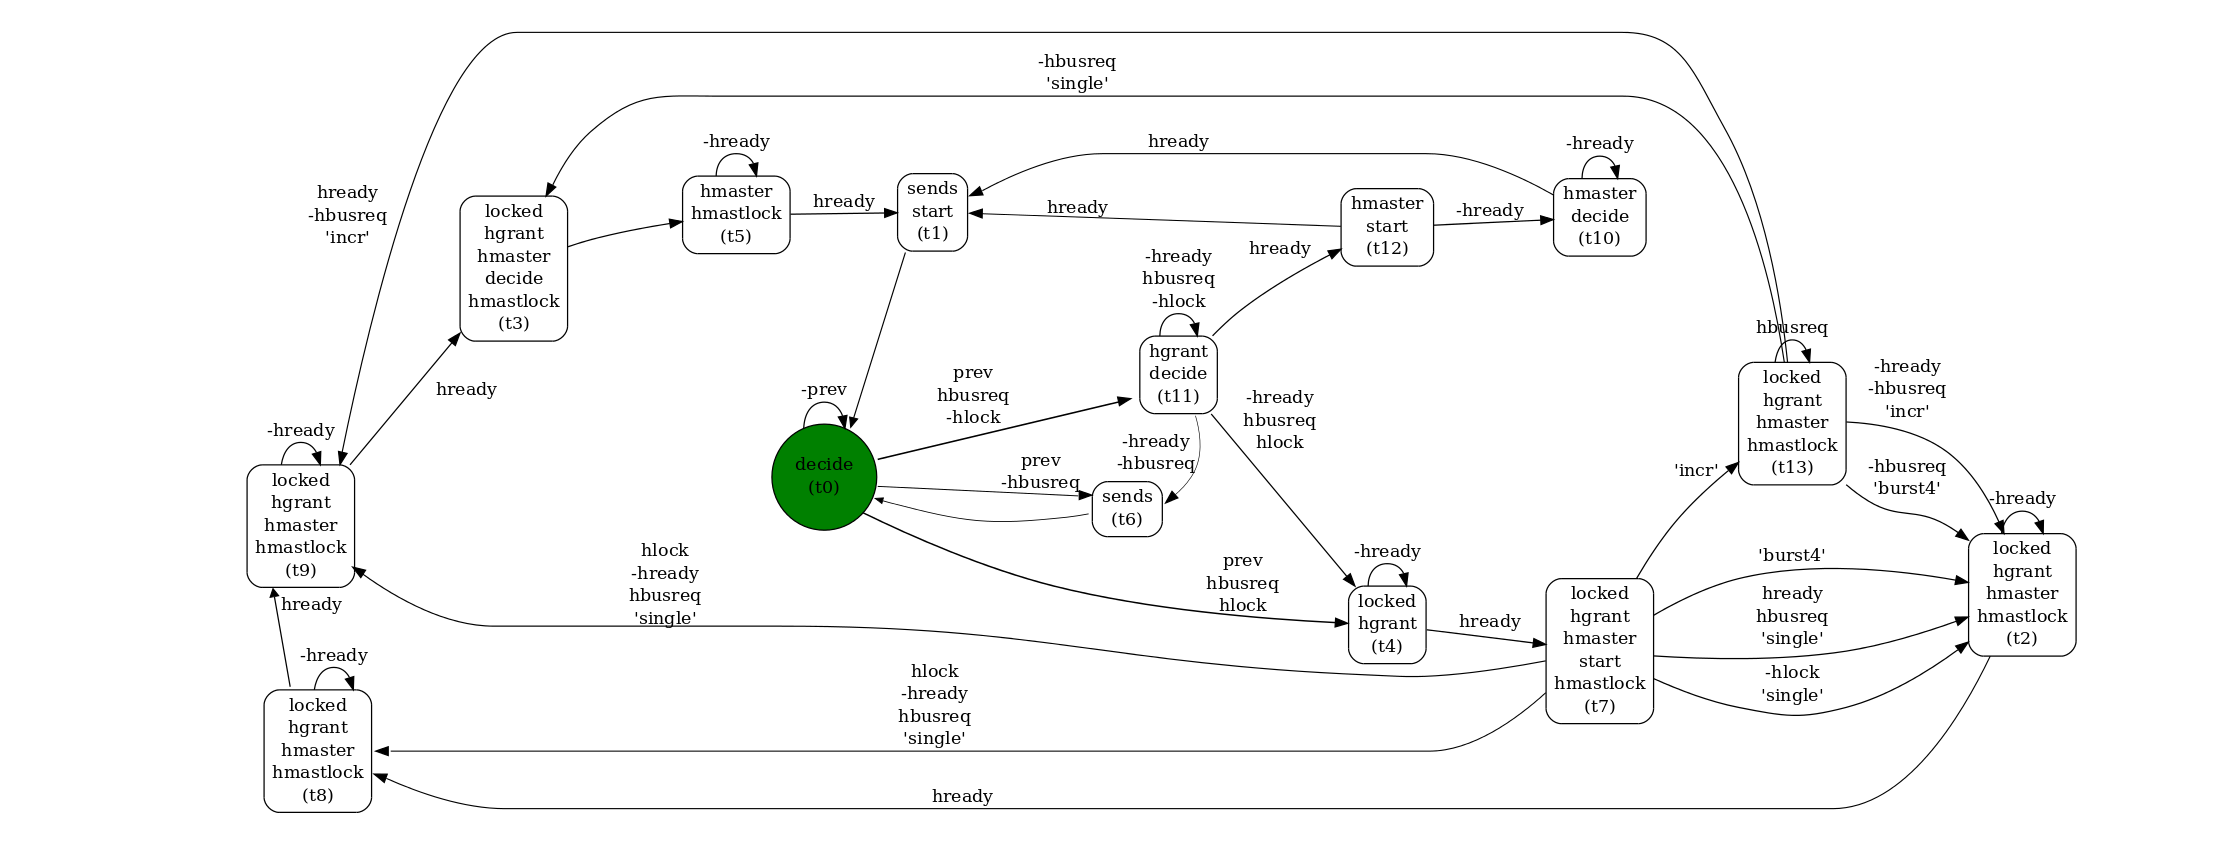 -hbusreq
'single'
hready
-hbusreq
'incr'
-hready
hready
-hready
locked
hgrant
hmaster
decide
hmastlock
(t3)
hmaster
hmastlock
(t5)
hready
sends
start
(t1)
hready
hmaster
start
(t12)
-hready
hmaster
decide
(t10)
-hready
hbusreq
-hlock
hready
hgrant
decide
(t11)
hready
-prev
prev
hbusreq
-hlock
-hready
hbusreq
hlock
hbusreq
locked
hgrant
hmaster
hmastlock
(t13)
-hready
-hbusreq
'incr'
-hready
decide
(t0)
prev
-hbusreq
-hready
-hbusreq
sends
(t6)
'incr'
-hbusreq
'burst4'
-hready
locked
hgrant
hmaster
hmastlock
(t9)
hlock
-hready
hbusreq
'single'
prev
hbusreq
hlock
-hready
locked
hgrant
(t4)
hready
locked
hgrant
hmaster
start
hmastlock
(t7)
'burst4'
hready
hbusreq
'single'
-hlock
'single'
locked
hgrant
hmaster
hmastlock
(t2)
hready
-hready
locked
hgrant
hmaster
hmastlock
(t8)
hlock
-hready
hbusreq
'single'
hready